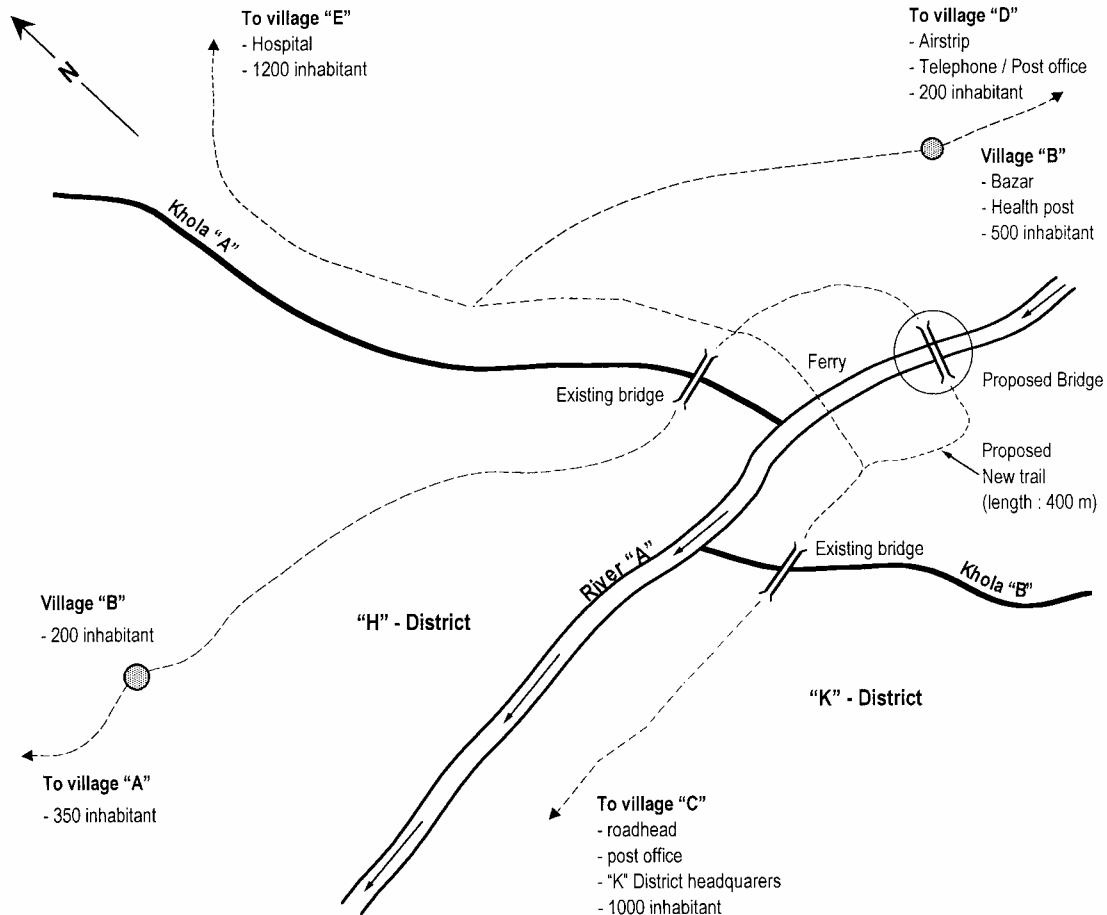 To village "E"
- Hospital
- 1200 inhabitant
To village "D"
- Airstrip
- Telephone / Post office
- 200 inhabitant
N
Village "B"
- Bazar
- Health post
- 500 inhabitant
Khola "A"
Ferry
Existing bridge
Proposed Bridge
Proposed
New trail
(length : 400 m)
Existing bridge
River "A"
Khola "B"
Village "B"
- 200 inhabitant
"H" - District
"K" - District
To village "A"
- 350 inhabitant
To village "C"
- roadhead
- post office
- "K" District headquarers
- 1000 inhabitant